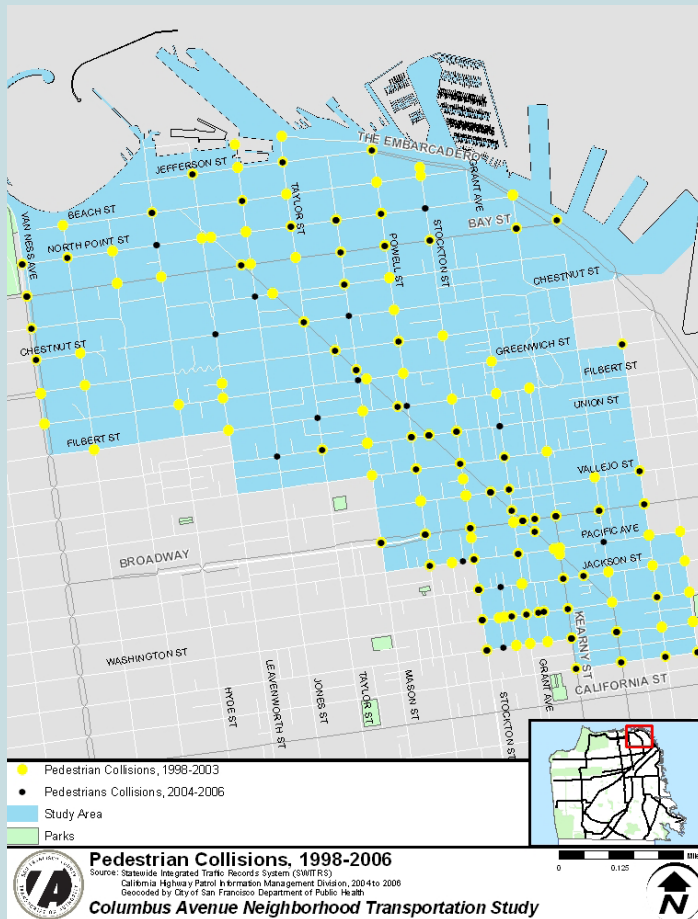 THE EMBARCADERO
JEFFERSON ST
GRANT AVE
TAYLOR ST
BEACH ST
VAN NESS AVE
BAY ST
NORTH POINT ST
STOCKTON ST
POWELL ST
CHESTNUT ST
CHESTNUT ST
GREENWICH ST
FILBERT ST
UNION ST
FILBERT ST
VALLEJO ST
PACIFIC AVE
BROADWAY
JACKSON ST
WASHINGTON ST
KEARNY ST
CALIFORNIA ST
HYDE ST
LEAVENWORTH ST
JONES ST
TAYLOR ST
MASON ST
STOCKTON ST
GRANT AVE
Pedestrian Collisions, 1998-2003
Pedestrians Collisions, 2004-2006
Study Area
Parks
Pedestrian Collisions, 1998-2006
Source: Statewide Integrated Traffic Records System (SWITRS)
California Highway Patrol Information Management Division, 2004 to 2006
Geocoded by City of San Francisco Department of Public Health
Columbus Avenue Neighborhood Transportation Study
0 0.125
N